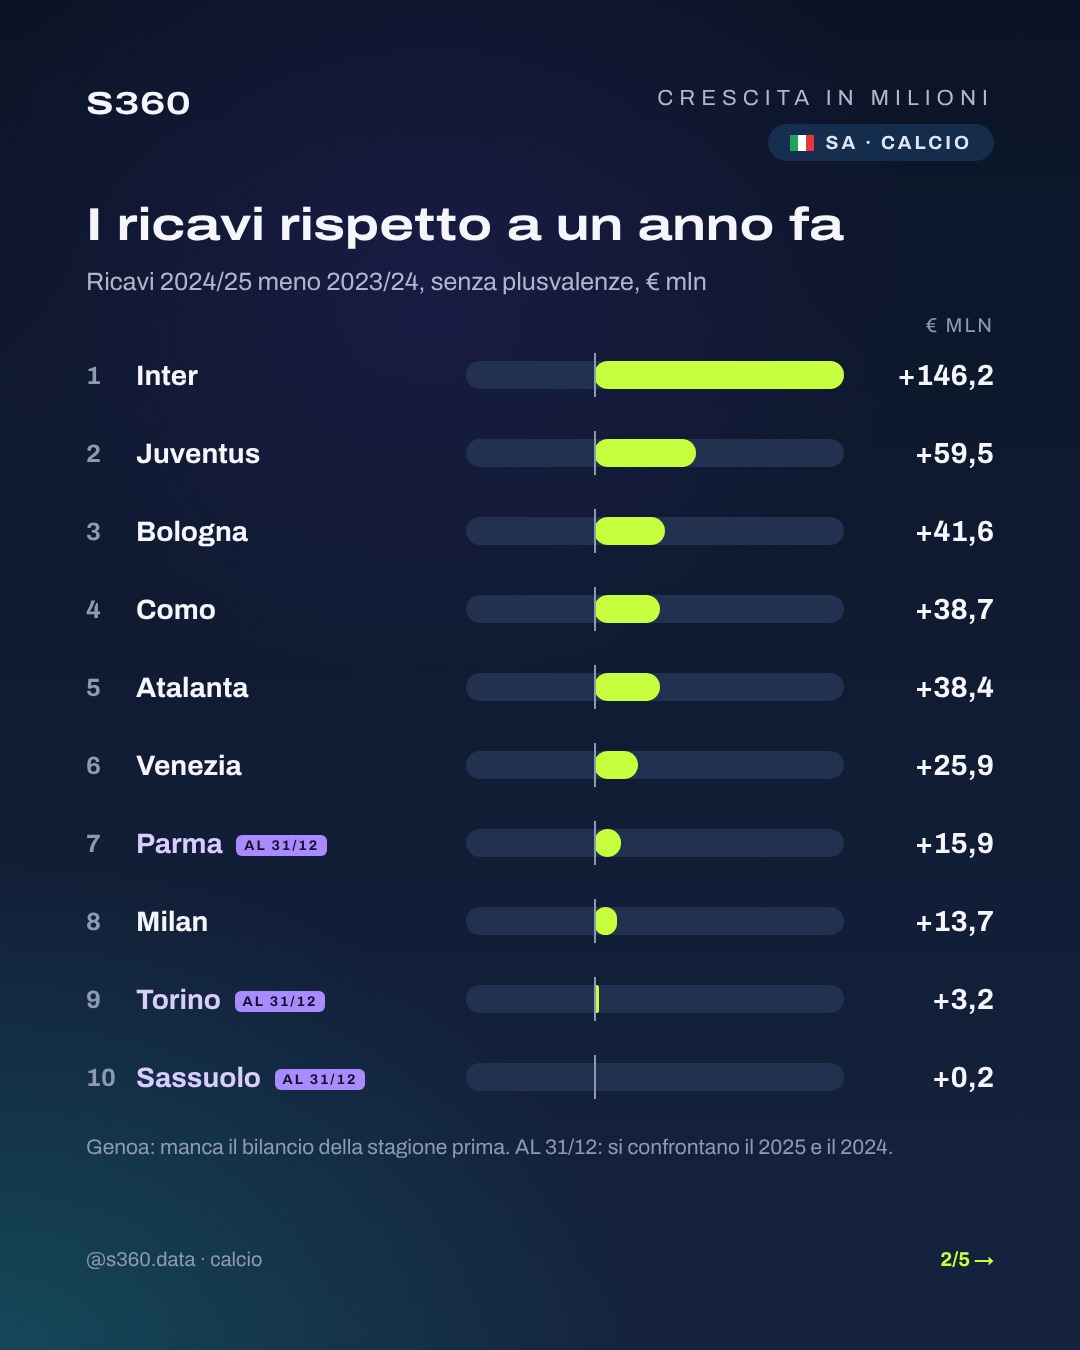 S360
CRESCITA IN MILIONI
SA · CALCIO
I ricavi rispetto a un anno fa
Ricavi 2024/25 meno 2023/24, senza plusvalenze, € mln
€ MLN
1 Inter +146,2
2 Juventus +59,5
3 Bologna +41,6
4 Como +38,7
5 Atalanta +38,4
6 Venezia +25,9
7 Parma AL 31/12 +15,9
8 Milan +13,7
9 Torino AL 31/12 +3,2
10 Sassuolo AL 31/12 +0,2
Genoa: manca il bilancio della stagione prima. AL 31/12: si confrontano il 2025 e il 2024.
@s360.data · calcio
2/5 →